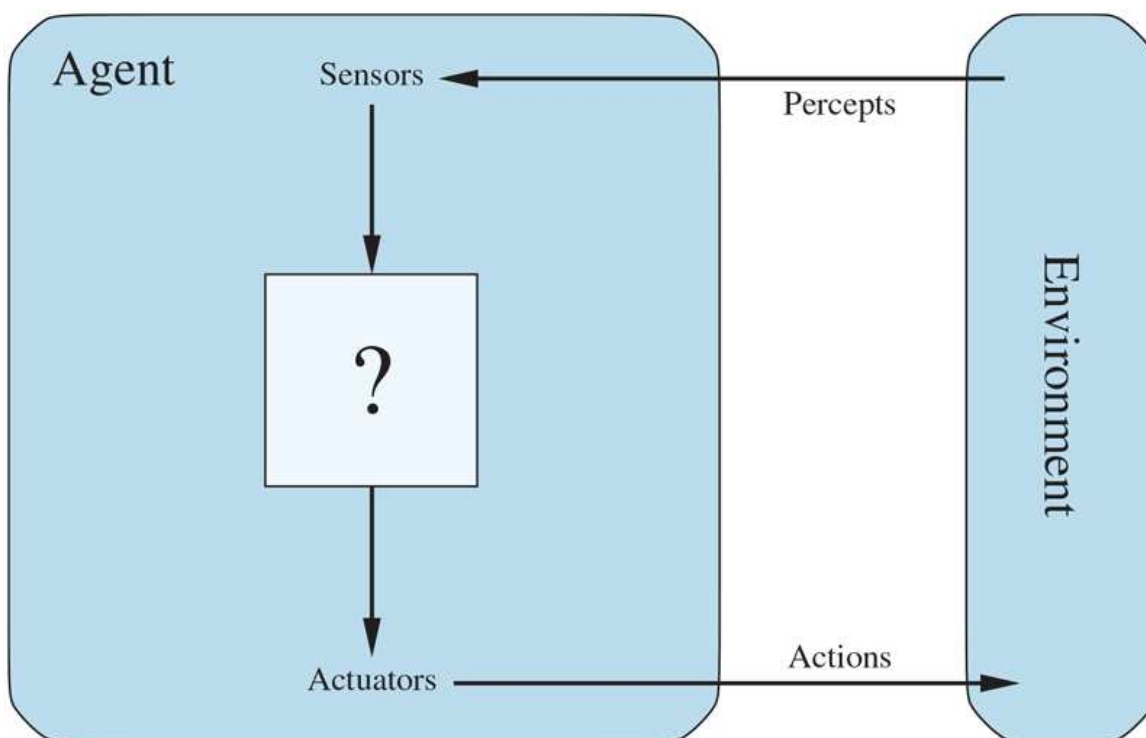 Agent
Sensors
Percepts
?
Environment
Actions
Actuators